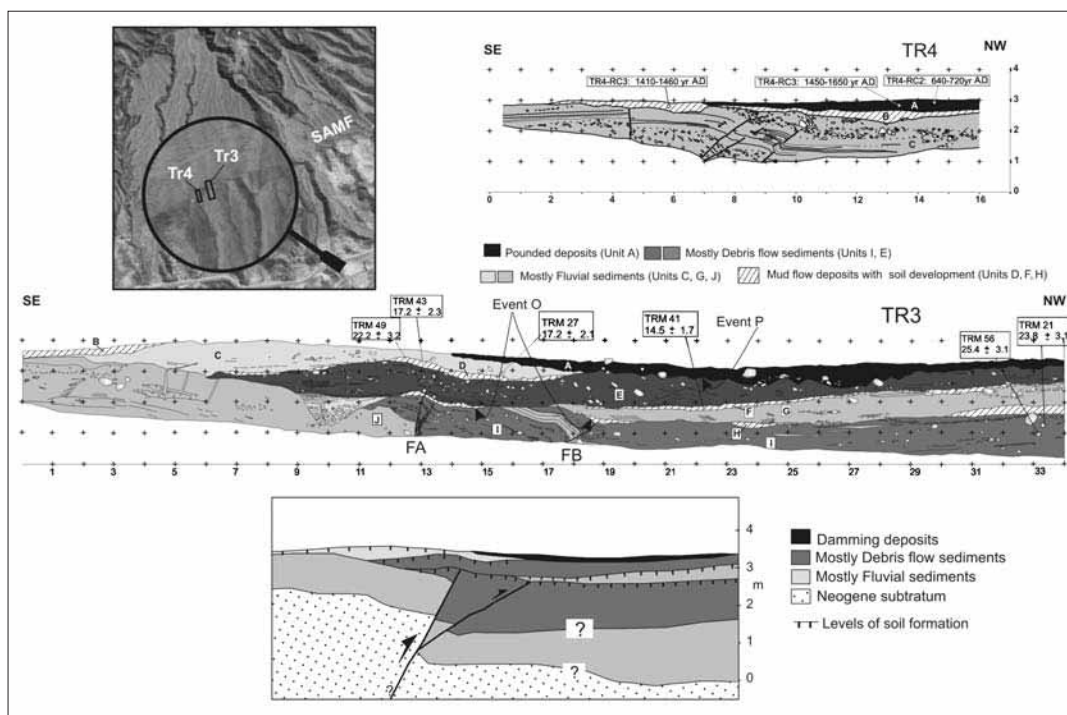 SE
TR4
NW
TR4-RC3: 1410-1460 yr A.D
TR4-RC3: 1450-1650 yr A.D
TR4-RC2: 640-720yr A.D
A
B
C
4
3
2
1
0
0 2 4 6 8 10 12 14 16
SAMF
Tr3
Tr4
Pounded deposits (Unit A)
Mostly Debris flow sediments (Units I, E)
Mostly Fluvial sediments (Units C, G, J)
Mud flow deposits with soil development (Units D, F, H)
SE
TR3
NW
TRM 49
22.2 ± 3.2
TRM 43
17.2 ± 2.3
Event O
TRM 27
17.2 ± 2.1
TRM 41
14.5 ± 1.7
Event P
TRM 56
25.4 ± 3.1
TRM 21
23.8 ± 3.1
B
C
D
A
E
F
G
H
I
J
I
FA
FB
1 3 5 7 9 11 13 15 17 19 21 23 25 27 29 31 33
4
3
m
2
1
0
?
?
?
Damming deposits
Mostly Debris flow sediments
Mostly Fluvial sediments
Neogene subtratum
Levels of soil formation